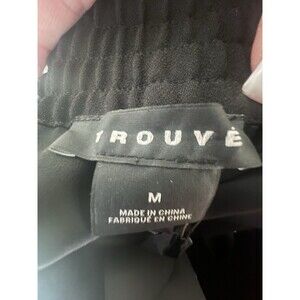 TROUVÉ
M
MADE IN CHINA
FABRIQUÉ EN CHINE